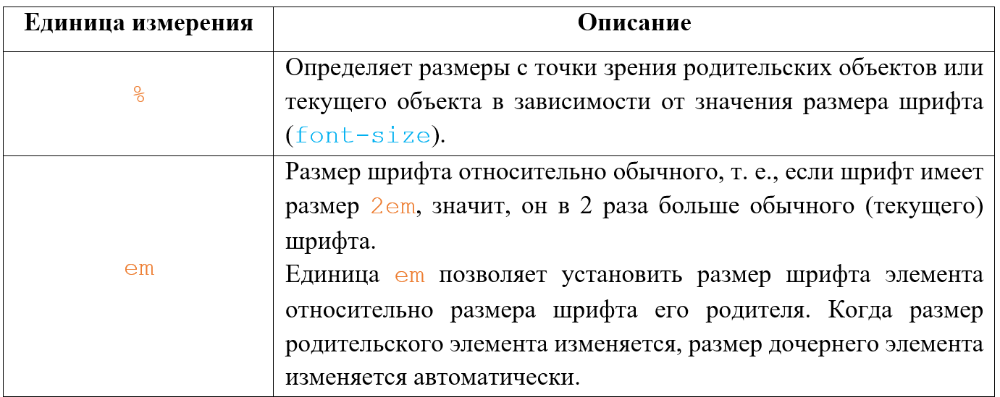 Единица измерения
Описание
%
Определяет размеры с точки зрения родительских объектов или
текущего объекта в зависимости от значения размера шрифта
(font-size).
em
Размер шрифта относительно обычного, т. е., если шрифт имеет
размер 2em, значит, он в 2 раза больше обычного (текущего)
шрифта.
Единица em позволяет установить размер шрифта элемента
относительно размера шрифта его родителя. Когда размер
родительского элемента изменяется, размер дочернего элемента
изменяется автоматически.